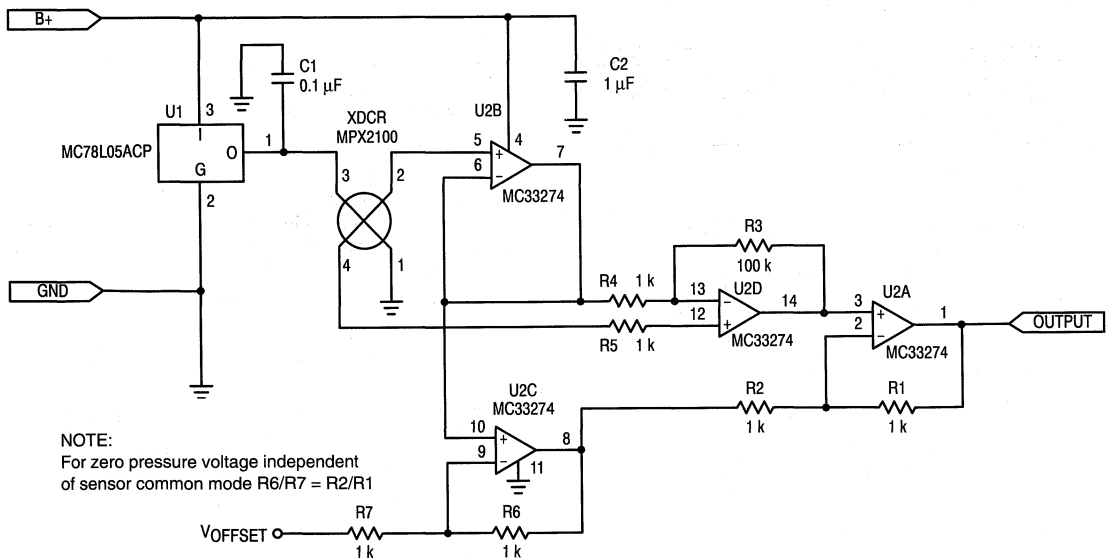 B+
C1
0.1 µF
C2
1 µF
U1
3
I
MC78L05ACP
O
G
1
2
XDCR
MPX2100
3
2
4
1
U2B
5
+
4
6
−
7
MC33274
GND
R3
100 k
R4
1 k
13
−
U2D
14
12
+
MC33274
R5
1 k
U2A
3
+
1
2
−
MC33274
OUTPUT
U2C
MC33274
10
+
8
9
−
11
R2
1 k
R1
1 k
NOTE:
For zero pressure voltage independent
of sensor common mode R6/R7 = R2/R1
VOFFSET
R7
1 k
R6
1 k